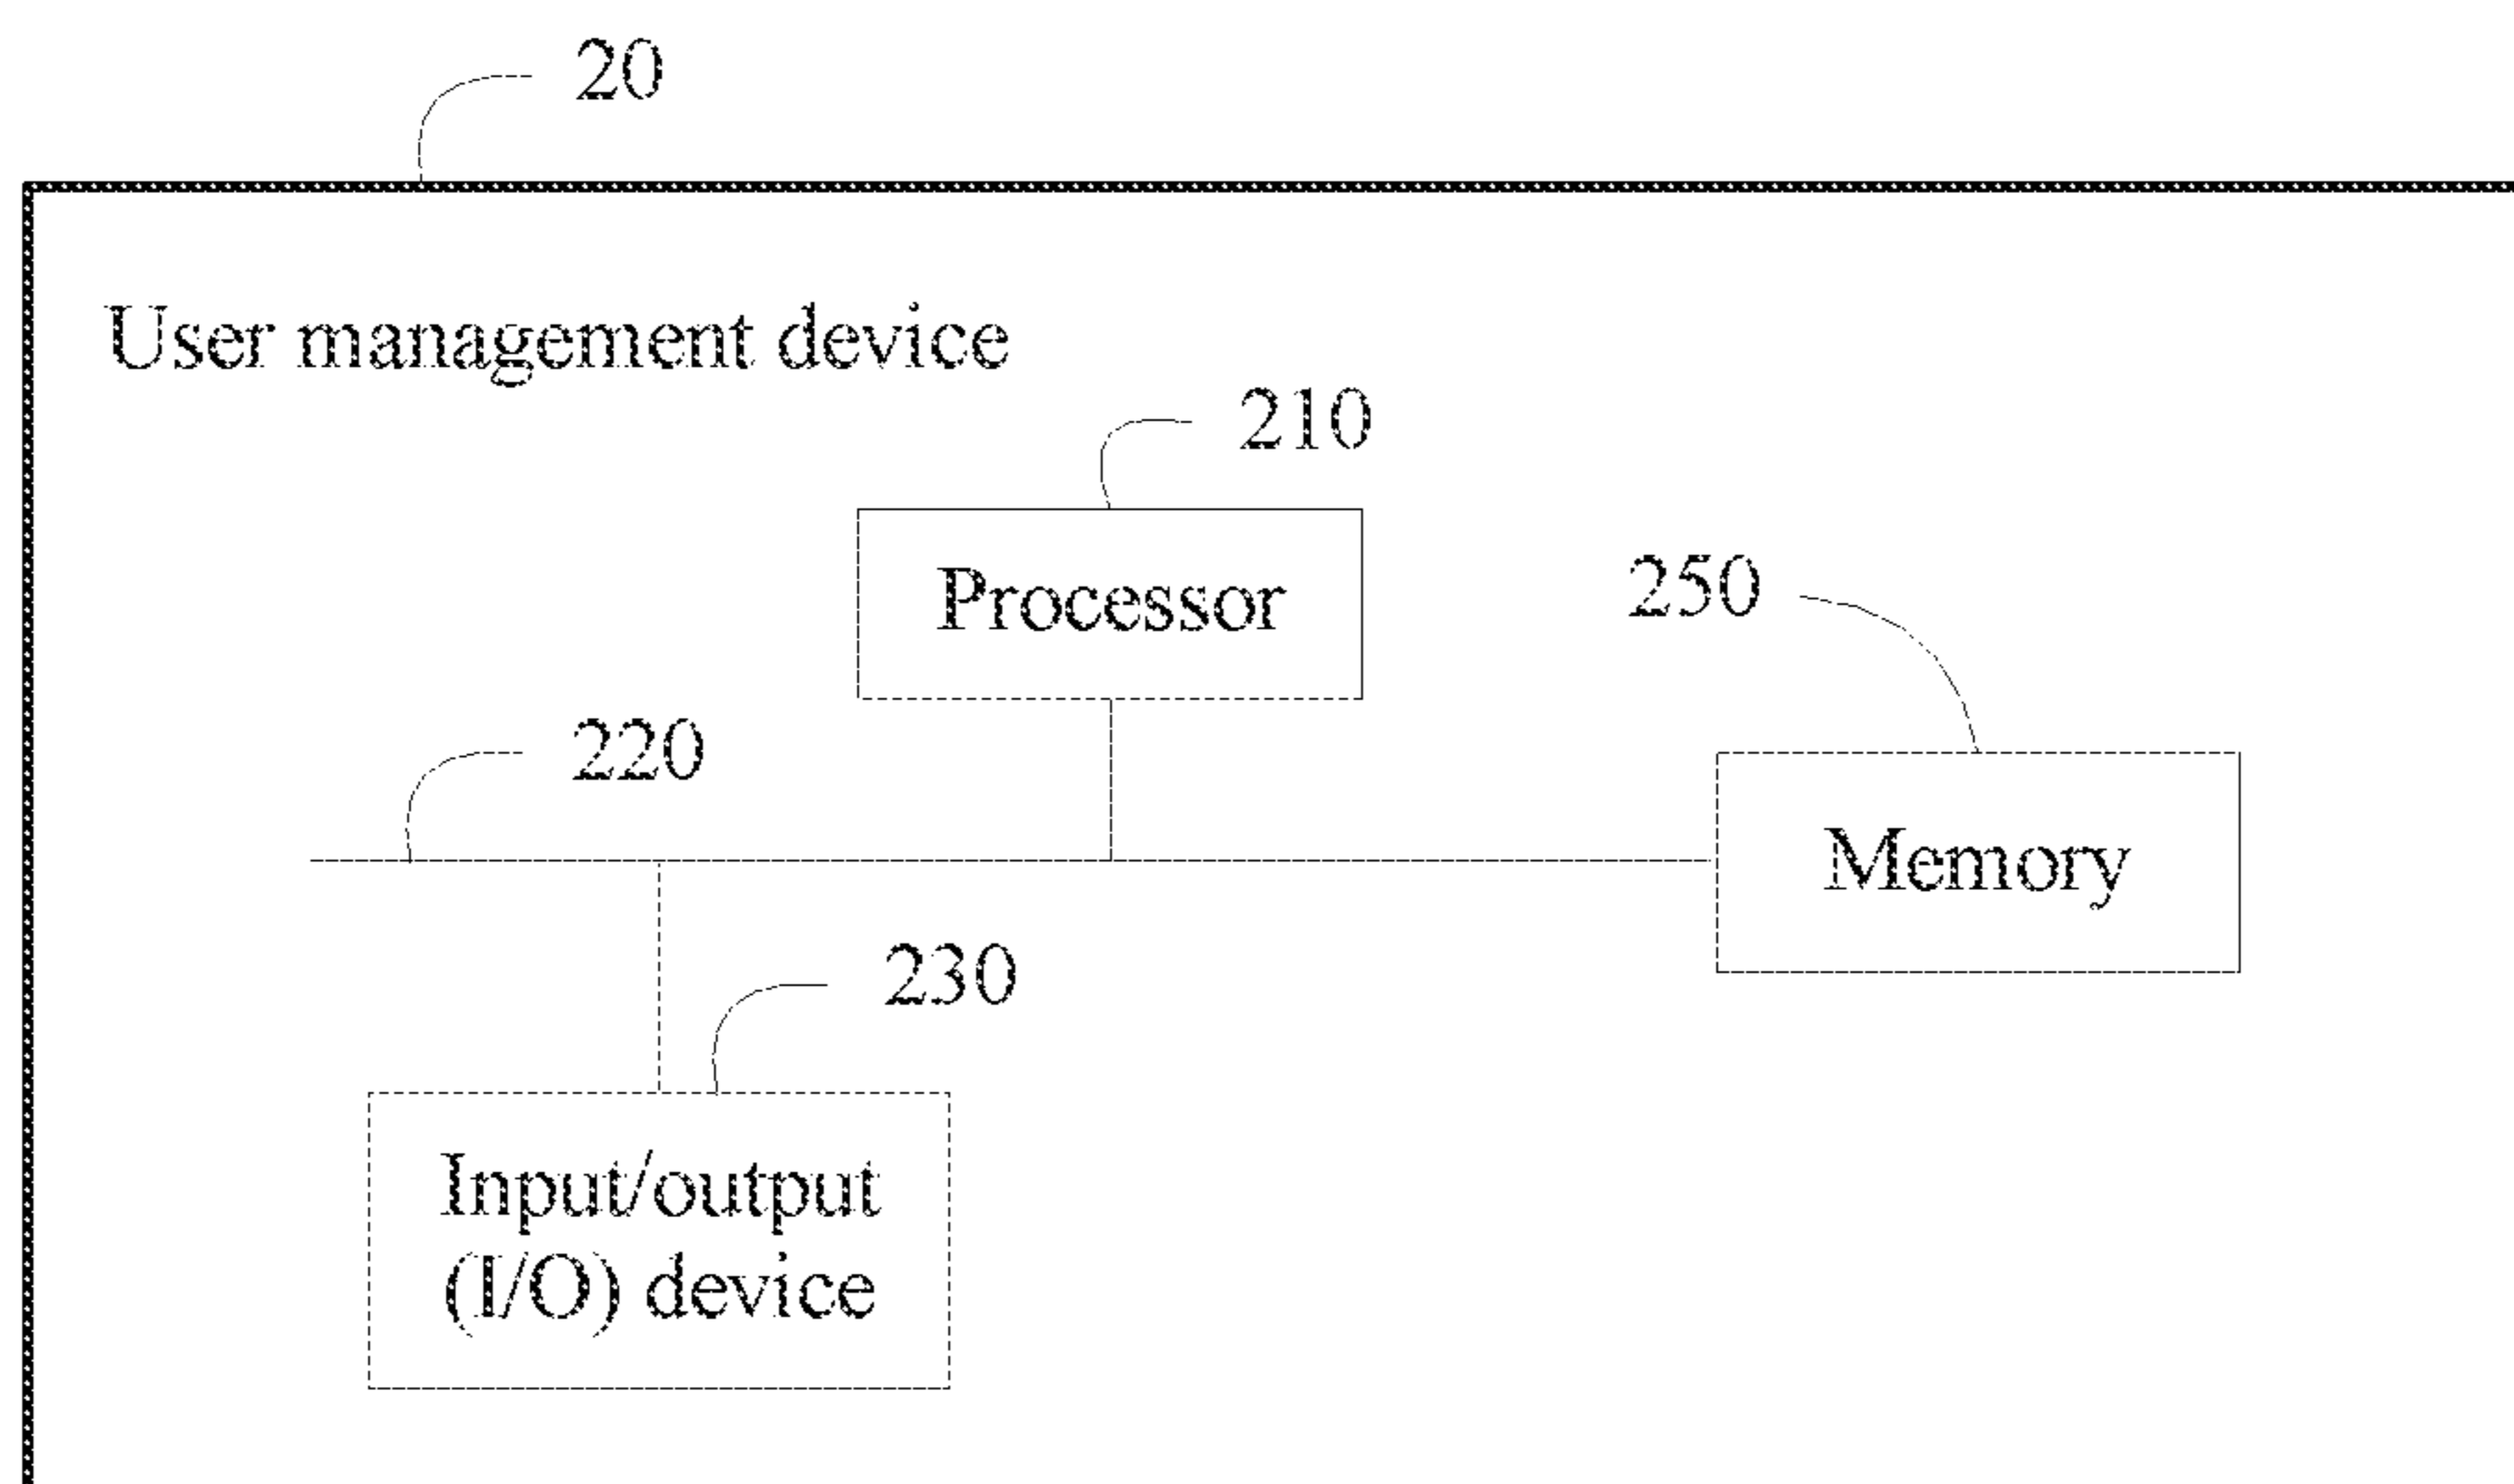 20
User management device
210
Processor
250
220
Memory
230
Input/output
(I/O) device